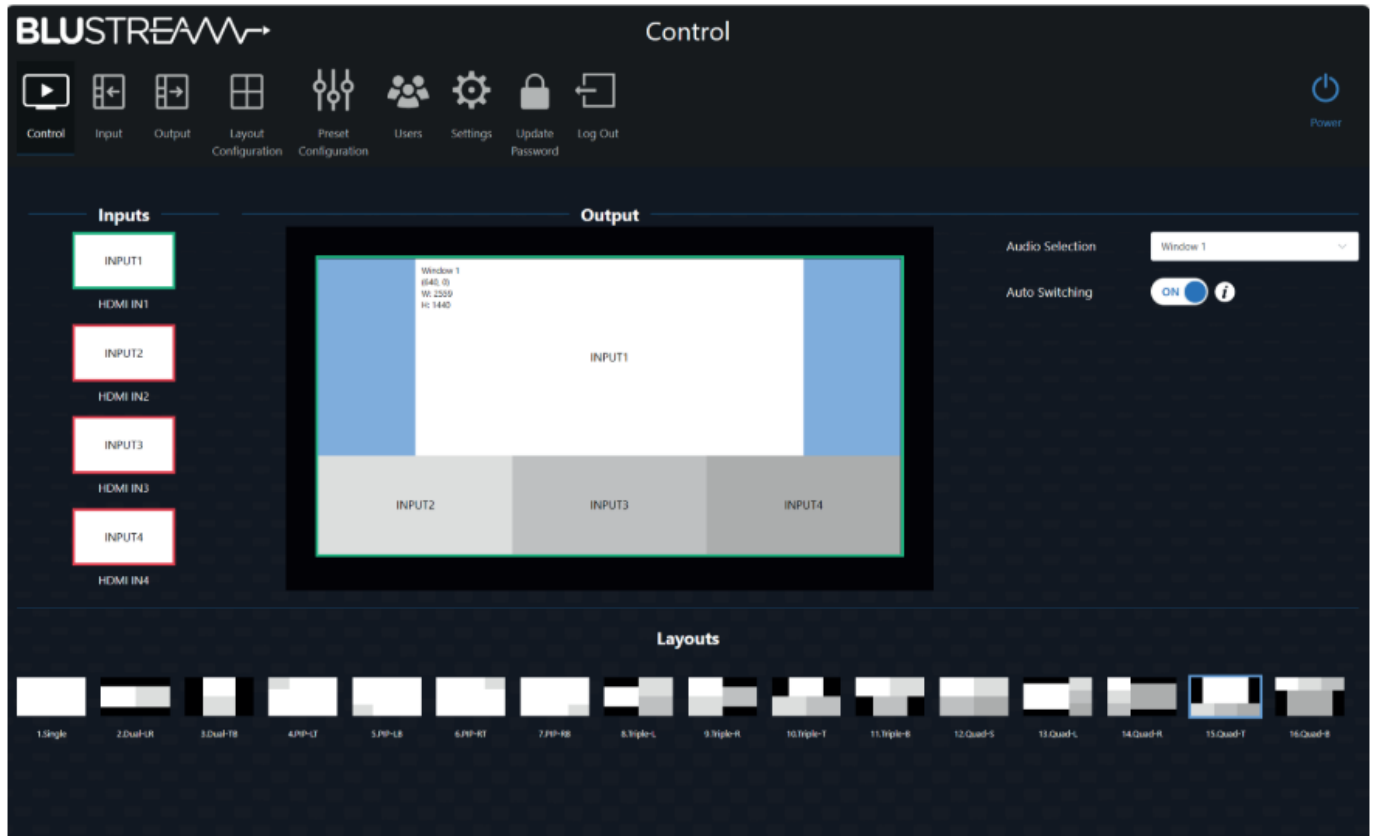 BLUSTREAM
Control
Control
Input
Output
Layout
Configuration
Preset
Configuration
Users
Settings
Update
Password
Log Out
Power
Inputs
INPUT1
HDMI IN1
INPUT2
HDMI IN2
INPUT3
HDMI IN3
INPUT4
HDMI IN4
Output
Window 1
(640, 0)
W: 2559
H: 1440
INPUT1
INPUT2
INPUT3
INPUT4
Audio Selection
Window 1
Auto Switching
ON
i
Layouts
1.Single
2.Dual-LR
3.Dual-TB
4.PIP-LT
5.PIP-LB
6.PIP-RT
7.PIP-RB
8.Triple-L
9.Triple-R
10.Triple-T
11.Triple-B
12.Quad-S
13.Quad-L
14.Quad-R
15.Quad-T
16.Quad-B